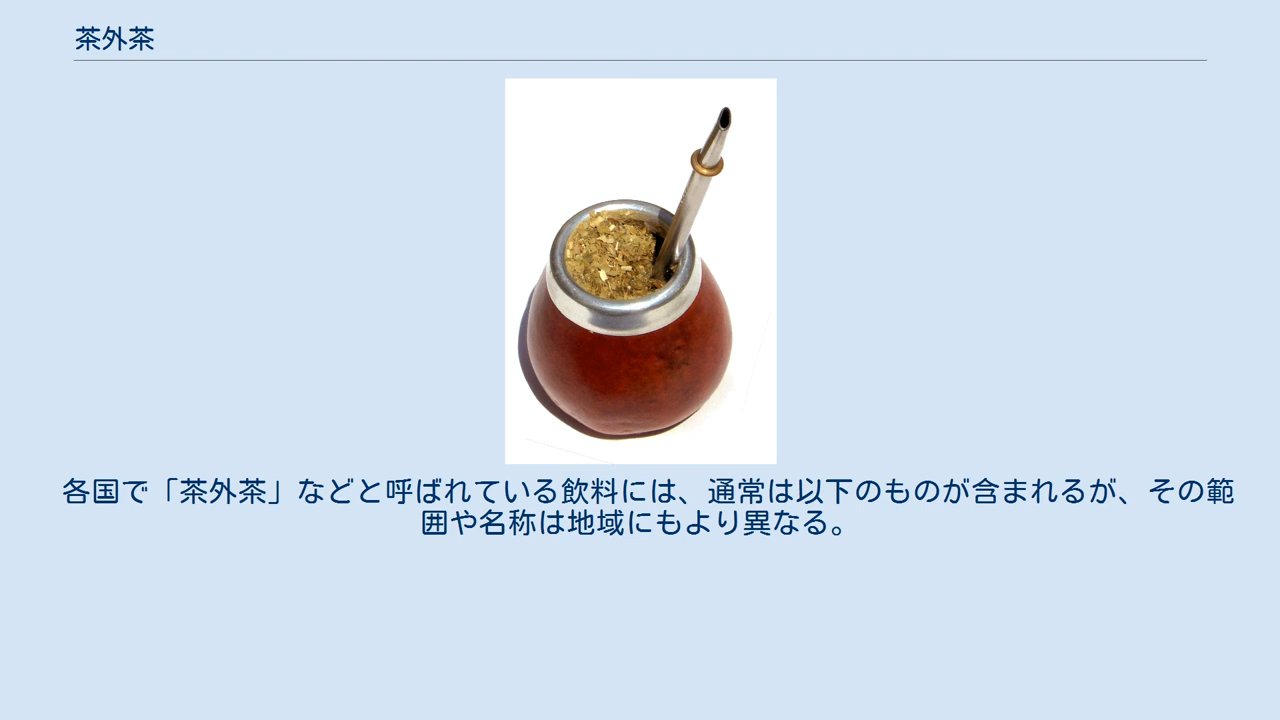 茶外茶
各国で「茶外茶」などと呼ばれている飲料には、通常は以下のものが含まれるが、その範
囲や名称は地域にもより異なる。